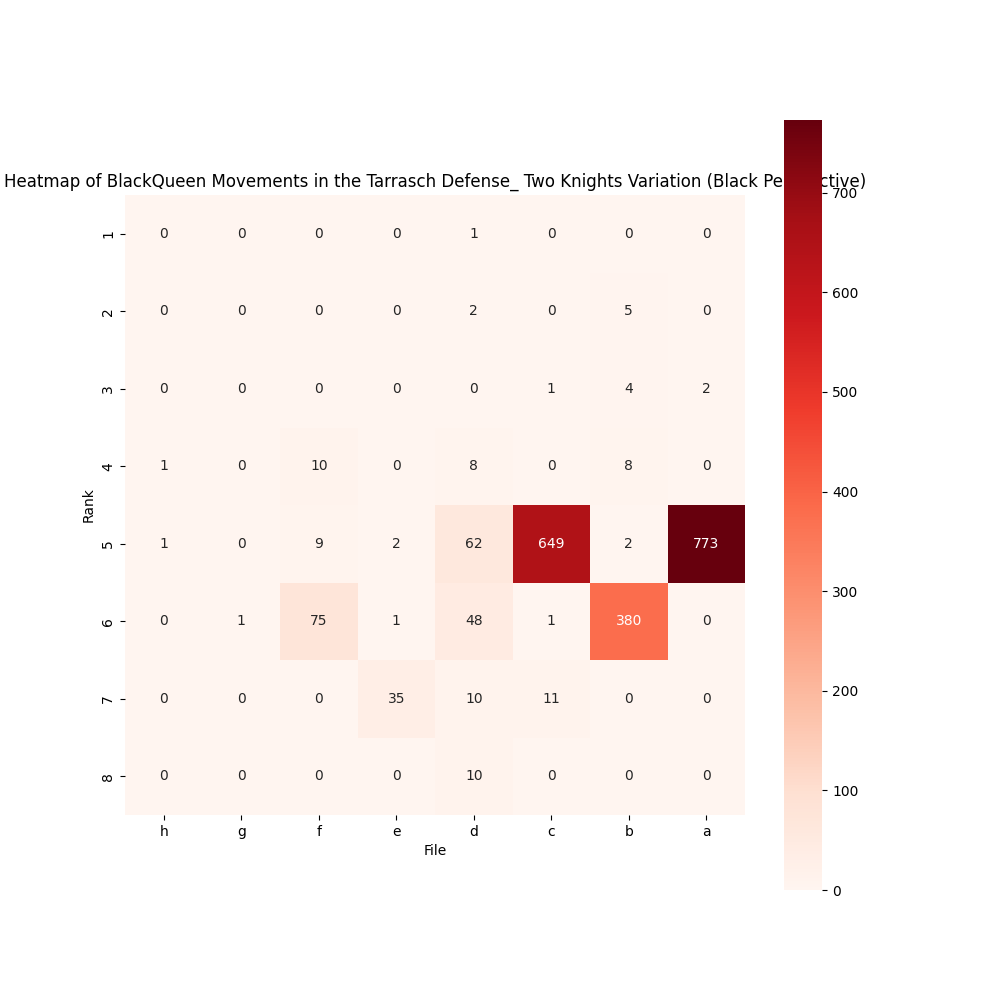 Heatmap of BlackQueen Movements in the Tarrasch Defense_ Two Knights Variation (Black Pe ctive)
700
1 0 0 0 0 1 0 0 0
600
2 0 0 0 0 2 0 5 0
500
3 0 0 0 0 0 1 4 2
4 1 0 10 0 8 0 8 0
400
Rank
5 1 0 9 2 62 649 2 773
300
6 0 1 75 1 48 1 380 0
200
7 0 0 0 35 10 11 0 0
100
8 0 0 0 0 10 0 0 0
h g f e d c b a
File
0